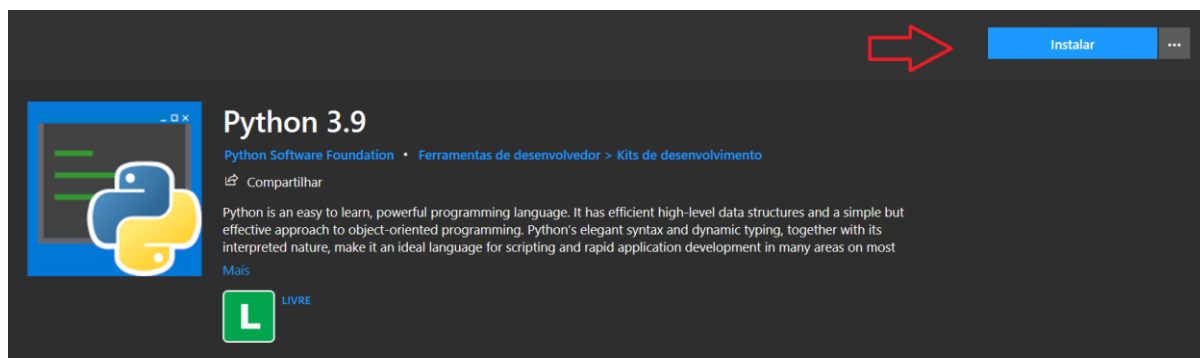 Instalar
Python 3.9
Python Software Foundation • Ferramentas de desenvolvedor > Kits de desenvolvimento
Compartilhar
Python is an easy to learn, powerful programming language. It has efficient high-level data structures and a simple but
effective approach to object-oriented programming. Python's elegant syntax and dynamic typing, together with its
interpreted nature, make it an ideal language for scripting and rapid application development in many areas on most
Mais
L
LIVRE